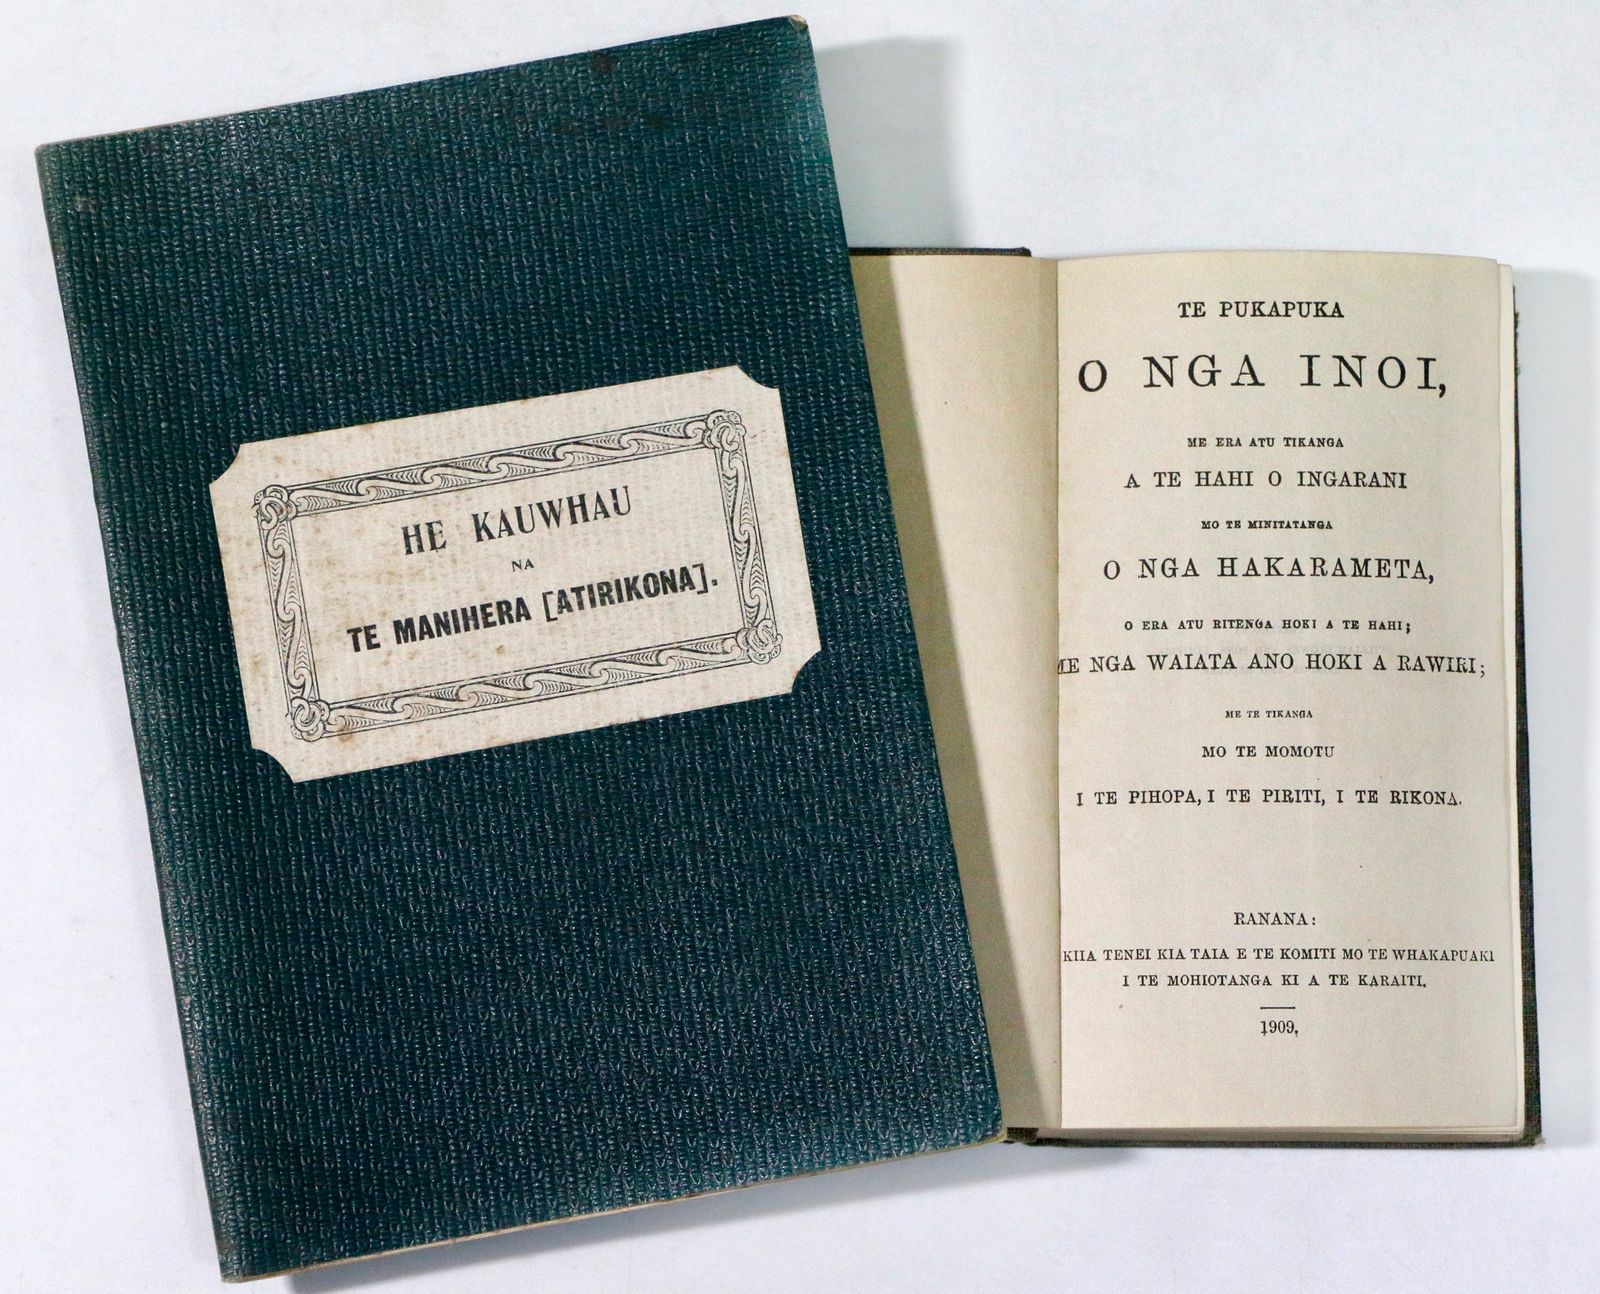 HE KAUWHAU
NA
TE MANIHERA [ATIRIKONA].
TE PUKAPUKA
O NGA INOI,
ME ERA ATU TIKANGA
A TE HAHI O INGARANI
MO TE MINITATANGA
O NGA HAKARAMETA,
O ERA ATU RITENGA HOKI A TE HAHI;
ME NGA WAIATA ANO HOKI A RAWIRI;
ME TE TIKANGA
MO TE MOMOTU
I TE PIHOPA, I TE PIRITI, I TE RIKONA.
RANANA:
KIIA TENEI KIA TAIA E TE KOMITI MO TE WHAKAPUAKI
I TE MOHIOTANGA KI A TE KARAITI.
1909.